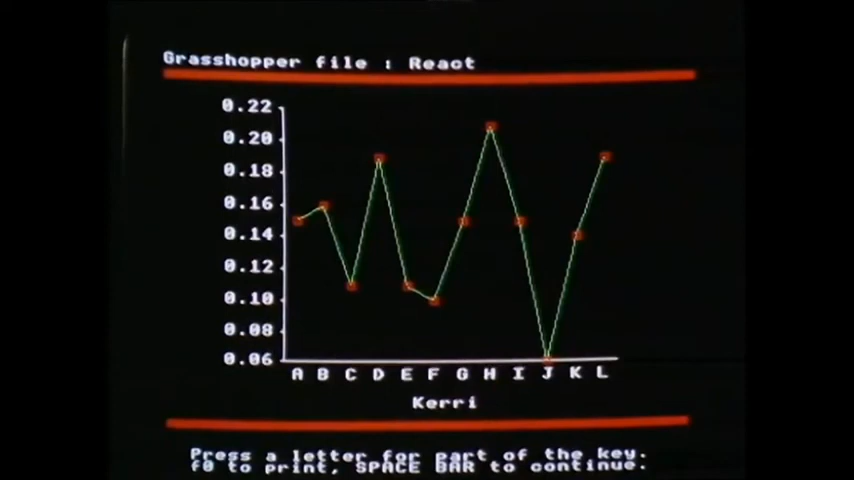 Grasshopper file : React
0.22
0.20
0.18
0.16
0.14
0.12
0.10
0.08
0.06
A B C D E F G H I J K L
Kerri
Press a letter for part of the key.
f0 to print, SPACE BAR to continue.